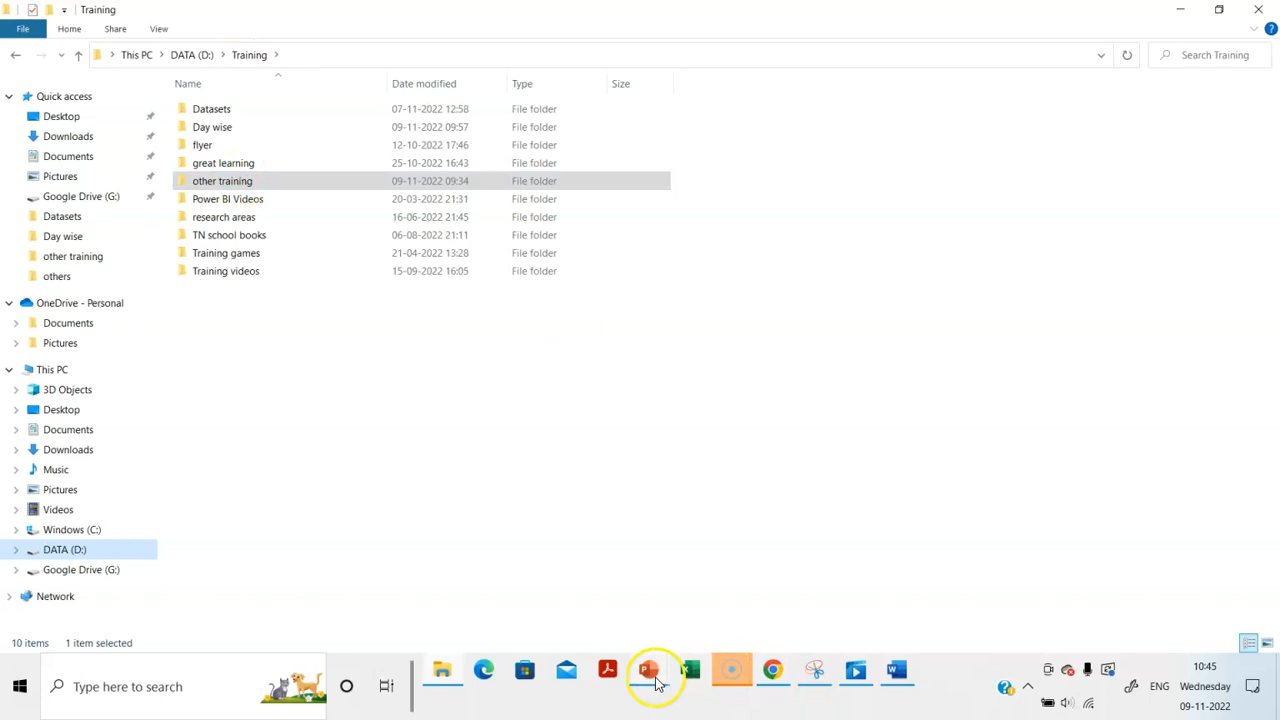 Training
File Home Share View
This PC DATA (D:) Training Search Training
Name Date modified Type Size
Datasets 07-11-2022 12:58 File folder
Day wise 09-11-2022 09:57 File folder
flyer 12-10-2022 17:46 File folder
great learning 25-10-2022 16:43 File folder
other training 09-11-2022 09:34 File folder
Power BI Videos 20-03-2022 21:31 File folder
research areas 16-06-2022 21:45 File folder
TN school books 06-08-2022 21:11 File folder
Training games 21-04-2022 13:28 File folder
Training videos 15-09-2022 16:05 File folder
Quick access
Desktop
Downloads
Documents
Pictures
Google Drive (G:)
Datasets
Day wise
other training
others
OneDrive - Personal
Documents
Pictures
This PC
3D Objects
Desktop
Documents
Downloads
Music
Pictures
Videos
Windows (C:)
DATA (D:)
Google Drive (G:)
Network
10 items 1 item selected
Type here to search
ENG
10:45
Wednesday
09-11-2022